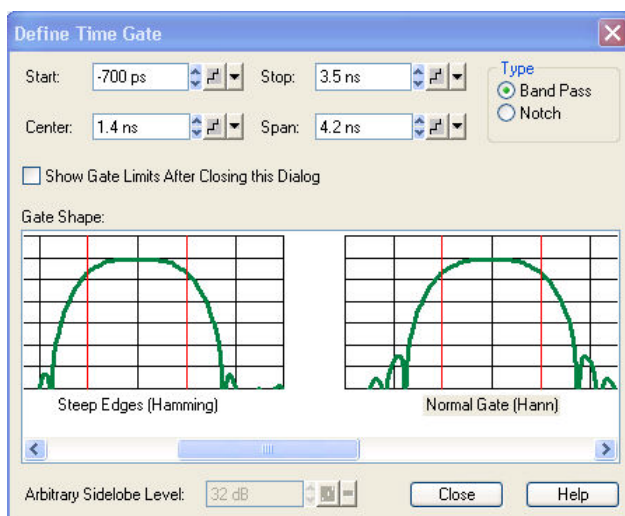 Define Time Gate
Start: -700 ps Stop: 3.5 ns
Type
Band Pass
Notch
Center: 1.4 ns Span: 4.2 ns
Show Gate Limits After Closing this Dialog
Gate Shape:
Steep Edges (Hamming) Normal Gate (Hann)
Arbitrary Sidelobe Level: 32 dB Close Help